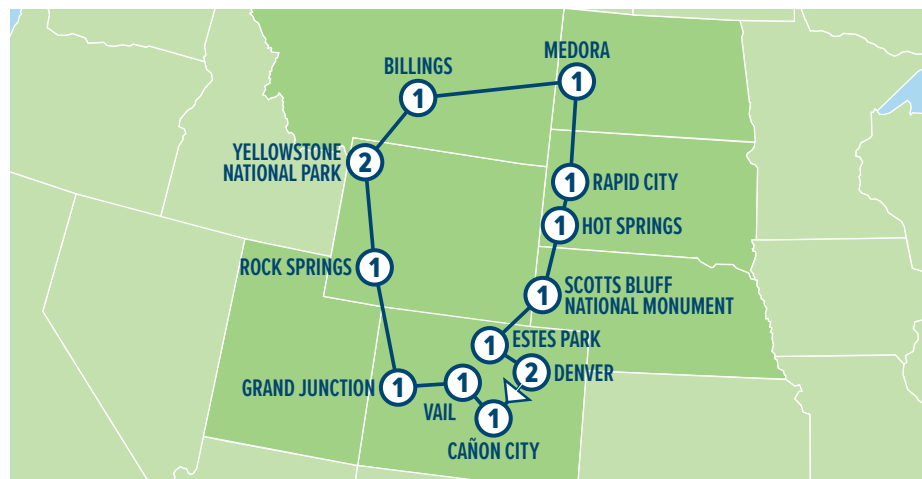 MEDORA
1
BILLINGS
1
YELLOWSTONE
NATIONAL PARK
2
1
RAPID CITY
1
HOT SPRINGS
ROCK SPRINGS
1
1
SCOTTS BLUFF
NATIONAL MONUMENT
1
ESTES PARK
2
DENVER
GRAND JUNCTION
1
1
VAIL
1
CAÑON CITY